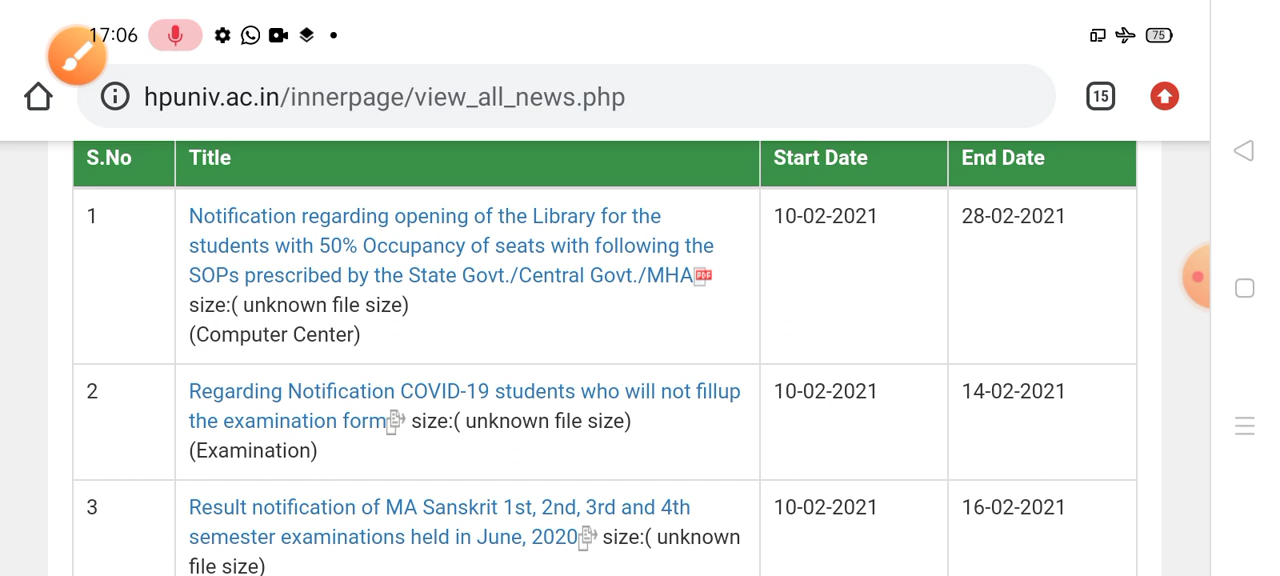 17:06
75
hpuniv.ac.in/innerpage/view_all_news.php
15
S.No Title Start Date End Date
1 Notification regarding opening of the Library for the 10-02-2021 28-02-2021
students with 50% Occupancy of seats with following the
SOPs prescribed by the State Govt./Central Govt./MHA PDF
size:( unknown file size)
(Computer Center)
2 Regarding Notification COVID-19 students who will not fillup 10-02-2021 14-02-2021
the examination form size:( unknown file size)
(Examination)
3 Result notification of MA Sanskrit 1st, 2nd, 3rd and 4th 10-02-2021 16-02-2021
semester examinations held in June, 2020 size:( unknown
file size)